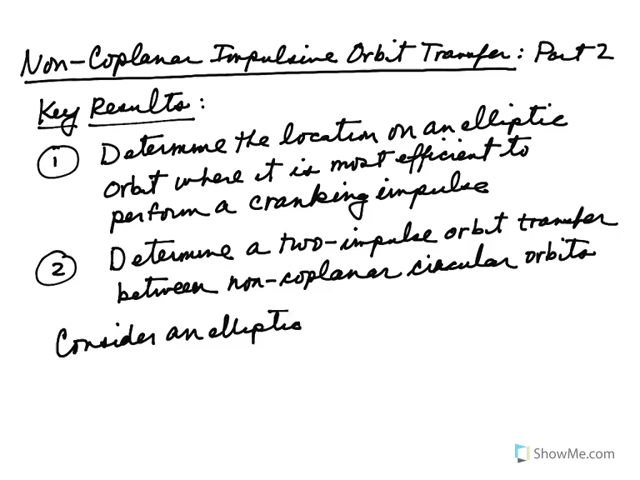 Non-Coplanar Impulsive Orbit Transfer: Part 2
Key Results:
① Determine the location on an elliptic
orbit where it is most efficient to
perform a cranking impulse
② Determine a two-impulse orbit transfer
between non-coplanar circular orbits
Consider an elliptic
ShowMe.com